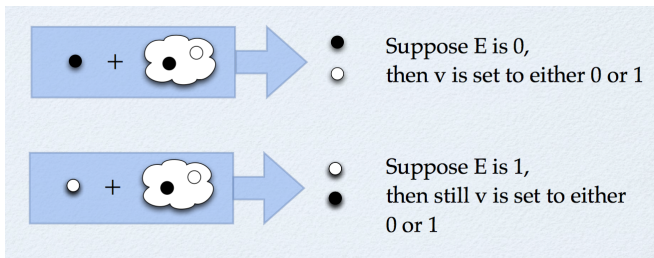 +
Suppose E is 0,
then v is set to either 0 or 1
+
Suppose E is 1,
then still v is set to either
0 or 1